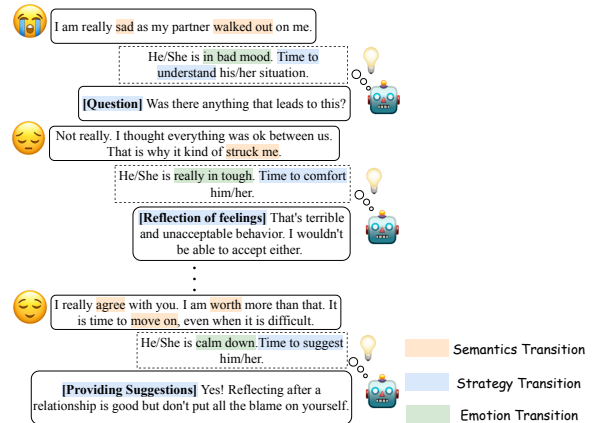 I am really sad as my partner walked out on me.
He/She is in bad mood. Time to
understand his/her situation.
[Question] Was there anything that leads to this?
Not really. I thought everything was ok between us.
That is why it kind of struck me.
He/She is really in tough. Time to comfort
him/her.
[Reflection of feelings] That's terrible
and unacceptable behavior. I wouldn't
be able to accept either.
I really agree with you. I am worth more than that. It
is time to move on, even when it is difficult.
He/She is calm down.Time to suggest
him/her.
[Providing Suggestions] Yes! Reflecting after a
relationship is good but don't put all the blame on yourself.
Semantics Transition
Strategy Transition
Emotion Transition